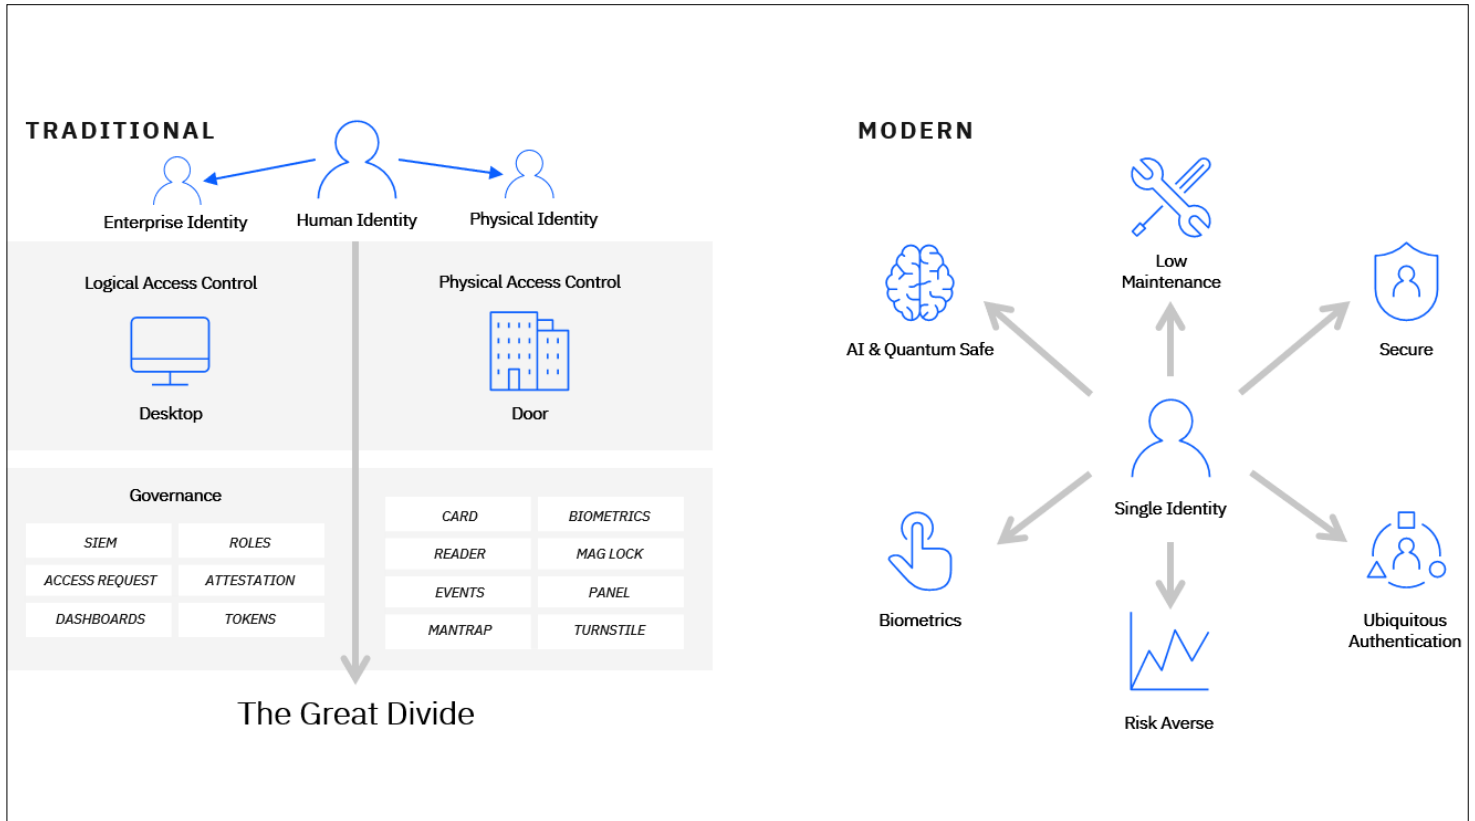 TRADITIONAL
Enterprise Identity
Human Identity
Physical Identity
Logical Access Control
Desktop
Physical Access Control
Door
Governance
SIEM
ROLES
ACCESS REQUEST
ATTESTATION
DASHBOARDS
TOKENS
CARD
BIOMETRICS
READER
MAG LOCK
EVENTS
PANEL
MANTRAP
TURNSTILE
The Great Divide
MODERN
Low
Maintenance
AI & Quantum Safe
Secure
Single Identity
Biometrics
Ubiquitous
Authentication
Risk Averse